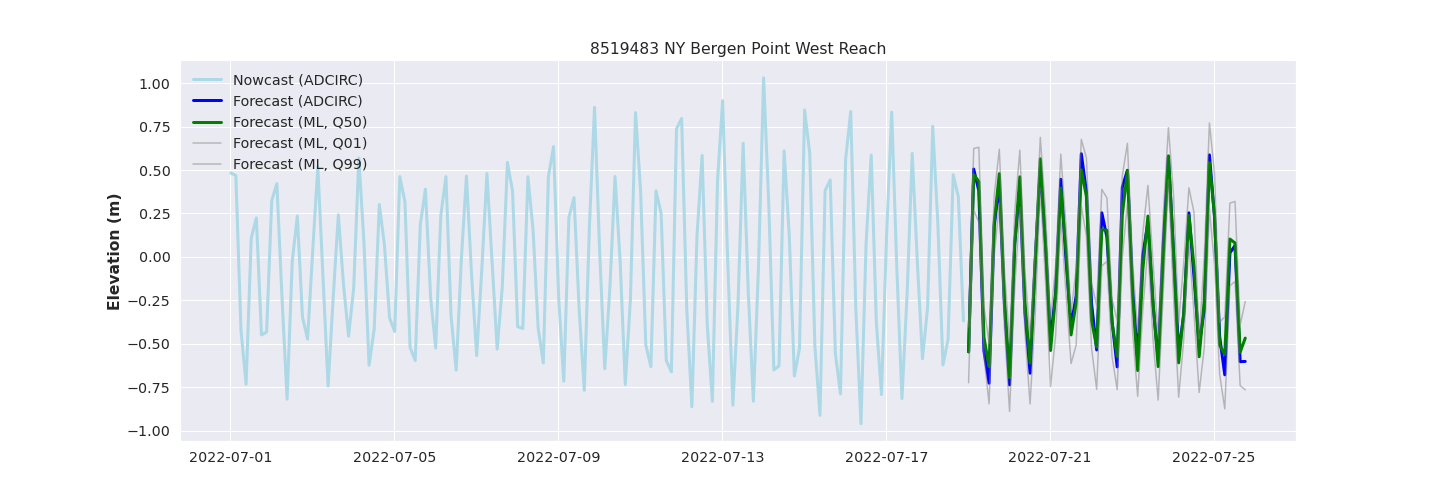 8519483 NY Bergen Point West Reach
Nowcast (ADCIRC)
Forecast (ADCIRC)
Forecast (ML, Q50)
Forecast (ML, Q01)
Forecast (ML, Q99)
Elevation (m)
1.00
0.75
0.50
0.25
0.00
−0.25
−0.50
−0.75
−1.00
2022-07-01 2022-07-05 2022-07-09 2022-07-13 2022-07-17 2022-07-21 2022-07-25